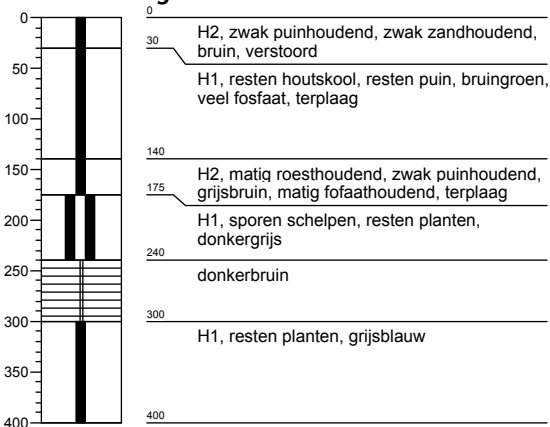 0
50
100
150
200
250
300
350
400
0
H2, zwak puinhoudend, zwak zandhoudend,
bruin, verstoord
30
H1, resten houtskool, resten puin, bruingroen,
veel fosfaat, terplaag
140
H2, matig roesthoudend, zwak puinhoudend,
grijsbruin, matig fofaathoudend, terplaag
175
H1, sporen schelpen, resten planten,
donkergrijs
240
donkerbruin
300
H1, resten planten, grijsblauw
400